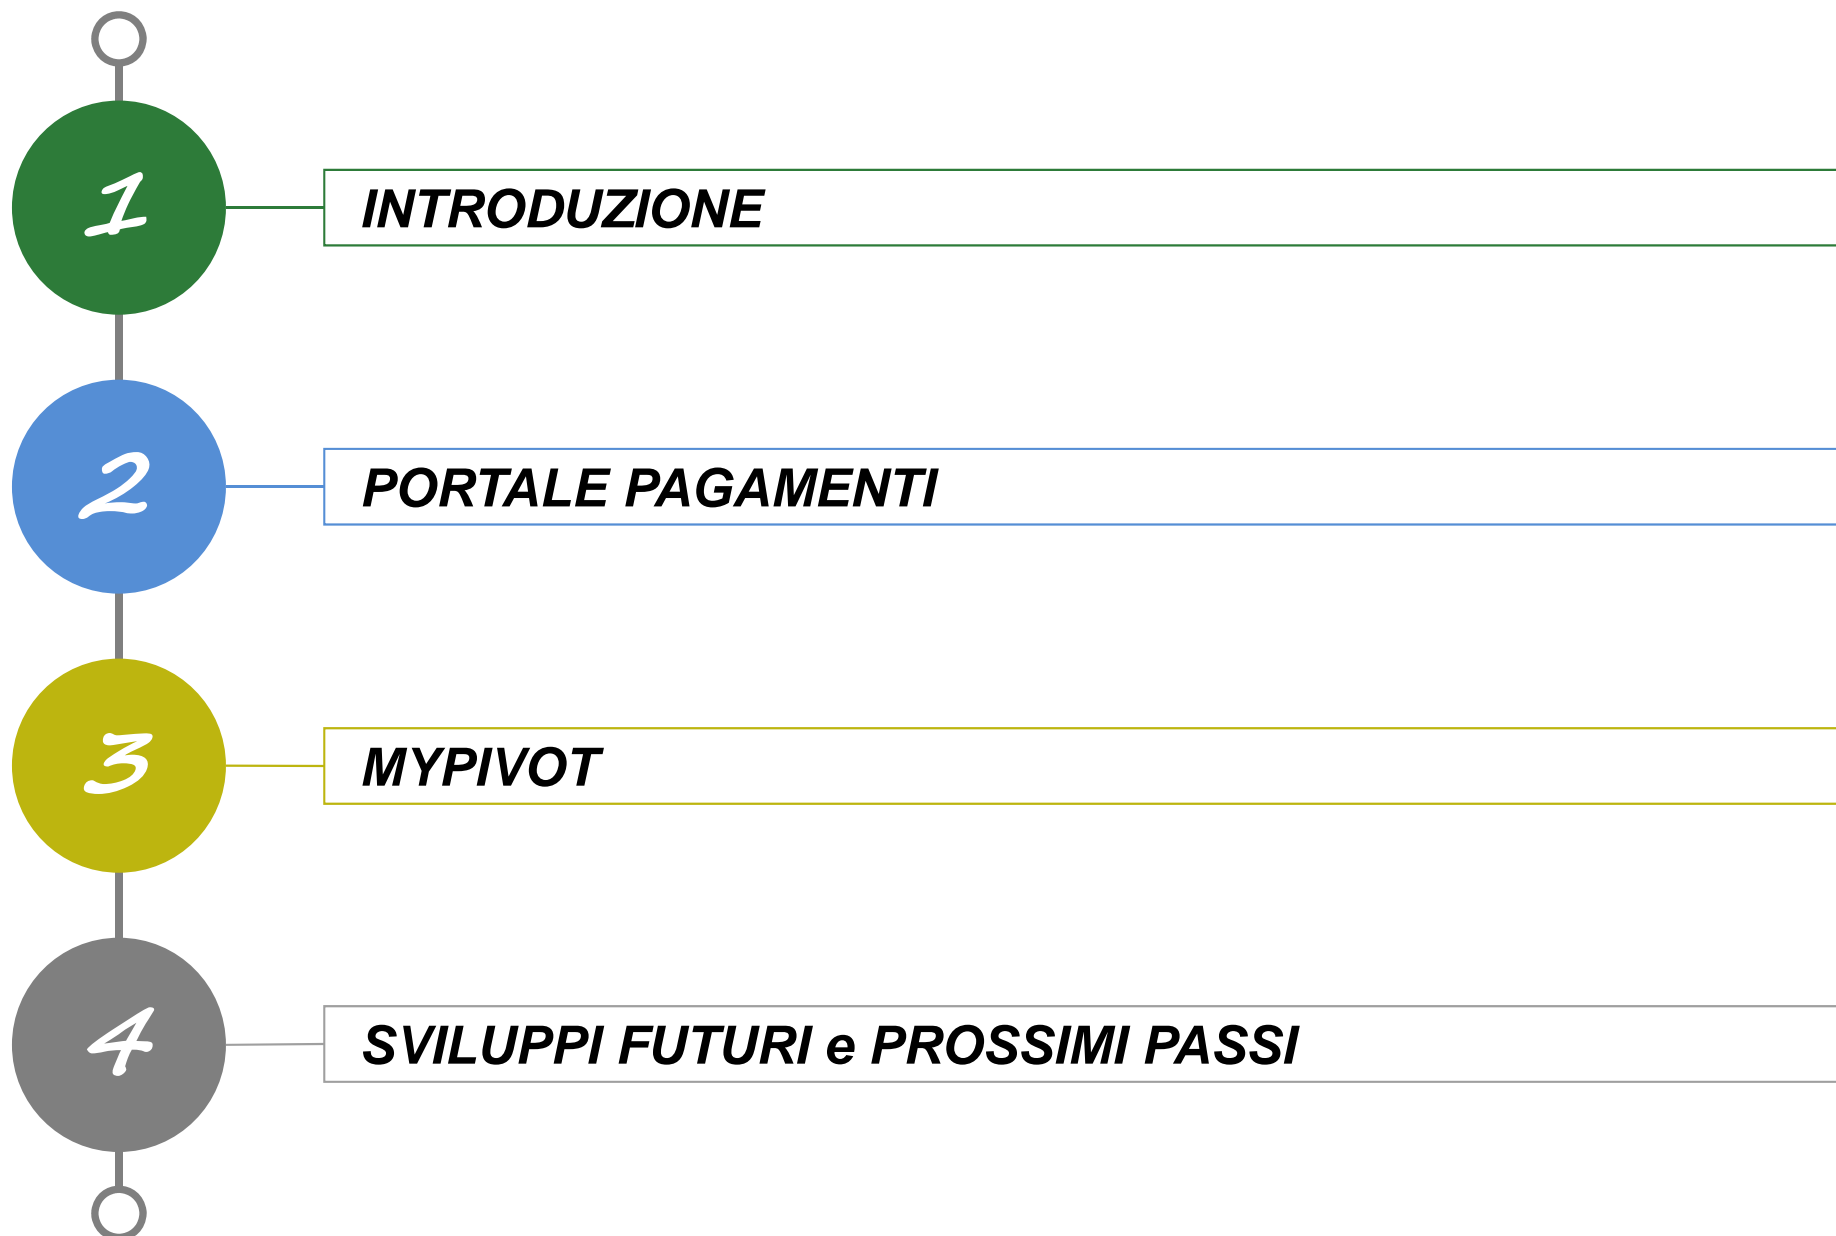 1
INTRODUZIONE
2
PORTALE PAGAMENTI
3
MYPIVOT
4
SVILUPPI FUTURI e PROSSIMI PASSI